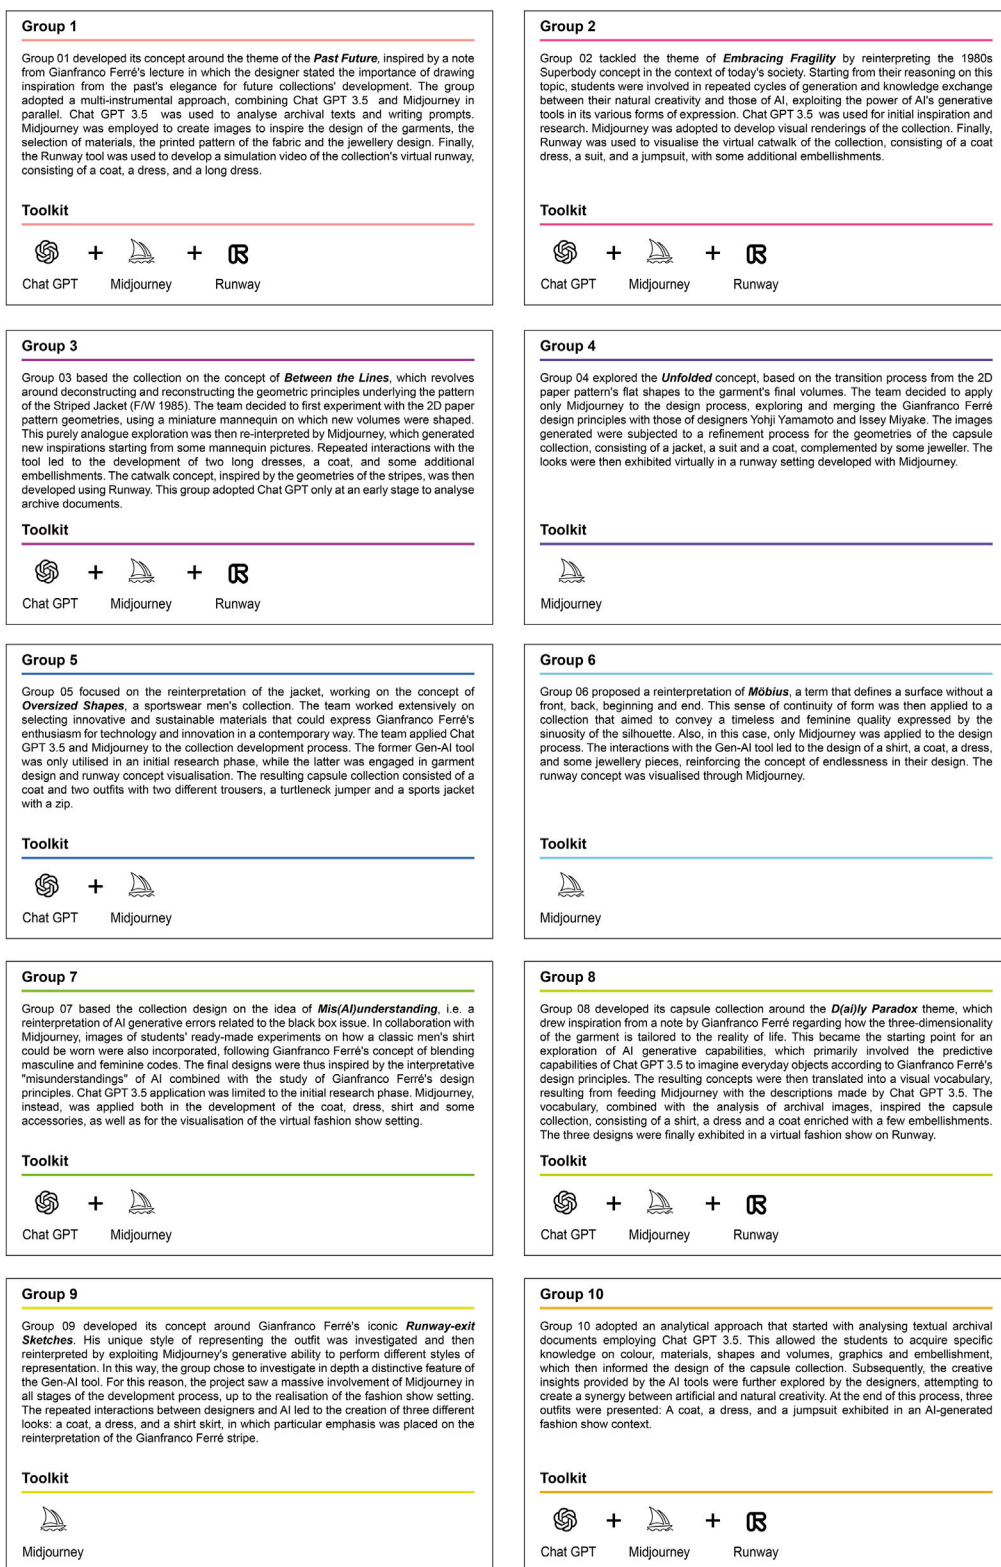 Group 1
Group 01 developed its concept around the theme of the Past Future, inspired by a note
from Gianfranco Ferré's lecture in which the designer stated the importance of drawing
inspiration from the past's elegance for future collections' development. The group
adopted a multi-instrumental approach, combining Chat GPT 3.5 and Midjourney in
parallel. Chat GPT 3.5 was used to analyse archival texts and writing prompts.
Midjourney was employed to create images to inspire the design of the garments, the
selection of materials, the printed pattern of the fabric and the jewellery design. Finally,
the Runway tool was used to develop a simulation video of the collection's virtual runway,
consisting of a coat, a dress, and a long dress.
Toolkit
+ +
Chat GPT Midjourney Runway
Group 2
Group 02 tackled the theme of Embracing Fragility by reinterpreting the 1980s
Superbody concept in the context of today's society. Starting from their reasoning on this
topic, students were involved in repeated cycles of generation and knowledge exchange
between their natural creativity and those of AI, exploiting the power of AI's generative
tools in its various forms of expression. Chat GPT 3.5 was used for initial inspiration and
research. Midjourney was adopted to develop visual renderings of the collection. Finally,
Runway was used to visualise the virtual catwalk of the collection, consisting of a coat
dress, a suit, and a jumpsuit, with some additional embellishments.
Toolkit
+ +
Chat GPT Midjourney Runway
Group 3
Group 03 based the collection on the concept of Between the Lines, which revolves
around deconstructing and reconstructing the geometric principles underlying the pattern
of the Striped Jacket (F/W 1985). The team decided to first experiment with the 2D paper
pattern geometries, using a miniature mannequin on which new volumes were shaped.
This purely analogue exploration was then re-interpreted by Midjourney, which generated
new inspirations starting from some mannequin pictures. Repeated interactions with the
tool led to the development of two long dresses, a coat, and some additional
embellishments. The catwalk concept, inspired by the geometries of the stripes, was then
developed using Runway. This group adopted Chat GPT only at an early stage to analyse
archive documents.
Toolkit
+ +
Chat GPT Midjourney Runway
Group 4
Group 04 explored the Unfolded concept, based on the transition process from the 2D
paper pattern's flat shapes to the garment's final volumes. The team decided to apply
only Midjourney to the design process, exploring and merging the Gianfranco Ferré
design principles with those of designers Yohji Yamamoto and Issey Miyake. The images
generated were subjected to a refinement process for the geometries of the capsule
collection, consisting of a jacket, a suit and a coat, complemented by some jeweller. The
looks were then exhibited virtually in a runway setting developed with Midjourney.
Toolkit
Midjourney
Group 5
Group 05 focused on the reinterpretation of the jacket, working on the concept of
Oversized Shapes, a sportswear men's collection. The team worked extensively on
selecting innovative and sustainable materials that could express Gianfranco Ferré's
enthusiasm for technology and innovation in a contemporary way. The team applied Chat
GPT 3.5 and Midjourney to the collection development process. The former Gen-AI tool
was only utilised in an initial research phase, while the latter was engaged in garment
design and runway concept visualisation. The resulting capsule collection consisted of a
coat and two outfits with two different trousers, a turtleneck jumper and a sports jacket
with a zip.
Toolkit
+
Chat GPT Midjourney
Group 6
Group 06 proposed a reinterpretation of Möbius, a term that defines a surface without a
front, back, beginning and end. This sense of continuity of form was then applied to a
collection that aimed to convey a timeless and feminine quality expressed by the
sinuosity of the silhouette. Also, in this case, only Midjourney was applied to the design
process. The interactions with the Gen-AI tool led to the design of a shirt, a coat, a dress,
and some jewellery pieces, reinforcing the concept of endlessness in their design. The
runway concept was visualised through Midjourney.
Toolkit
Midjourney
Group 7
Group 07 based the collection design on the idea of Mis(AI)understanding, i.e. a
reinterpretation of AI generative errors related to the black box issue. In collaboration with
Midjourney, images of students' ready-made experiments on how a classic men's shirt
could be worn were also incorporated, following Gianfranco Ferré's concept of blending
masculine and feminine codes. The final designs were thus inspired by the interpretative
"misunderstandings" of AI combined with the study of Gianfranco Ferré's design
principles. Chat GPT 3.5 application was limited to the initial research phase. Midjourney,
instead, was applied both in the development of the coat, dress, shirt and some
accessories, as well as for the visualisation of the virtual fashion show setting.
Toolkit
+
Chat GPT Midjourney
Group 8
Group 08 developed its capsule collection around the D(ai)ly Paradox theme, which
drew inspiration from a note by Gianfranco Ferré regarding how the three-dimensionality
of the garment is tailored to the reality of life. This became the starting point for an
exploration of AI generative capabilities, which primarily involved the predictive
capabilities of Chat GPT 3.5 to imagine everyday objects according to Gianfranco Ferré's
design principles. The resulting concepts were then translated into a visual vocabulary,
resulting from feeding Midjourney with the descriptions made by Chat GPT 3.5. The
vocabulary, combined with the analysis of archival images, inspired the capsule
collection, consisting of a shirt, a dress and a coat enriched with a few embellishments.
The three designs were finally exhibited in a virtual fashion show on Runway.
Toolkit
+ +
Chat GPT Midjourney Runway
Group 9
Group 09 developed its concept around Gianfranco Ferré's iconic Runway-exit
Sketches. His unique style of representing the outfit was investigated and then
reinterpreted by exploiting Midjourney's generative ability to perform different styles of
representation. In this way, the group chose to investigate in depth a distinctive feature of
the Gen-AI tool. For this reason, the project saw a massive involvement of Midjourney in
all stages of the development process, up to the realisation of the fashion show setting.
The repeated interactions between designers and AI led to the creation of three different
looks: a coat, a dress, and a shirt skirt, in which particular emphasis was placed on the
reinterpretation of the Gianfranco Ferré stripe.
Toolkit
Midjourney
Group 10
Group 10 adopted an analytical approach that started with analysing textual archival
documents employing Chat GPT 3.5. This allowed the students to acquire specific
knowledge on colour, materials, shapes and volumes, graphics and embellishment,
which then informed the design of the capsule collection. Subsequently, the creative
insights provided by the AI tools were further explored by the designers, attempting to
create a synergy between artificial and natural creativity. At the end of this process, three
outfits were presented: A coat, a dress, and a jumpsuit exhibited in an AI-generated
fashion show context.
Toolkit
+ +
Chat GPT Midjourney Runway